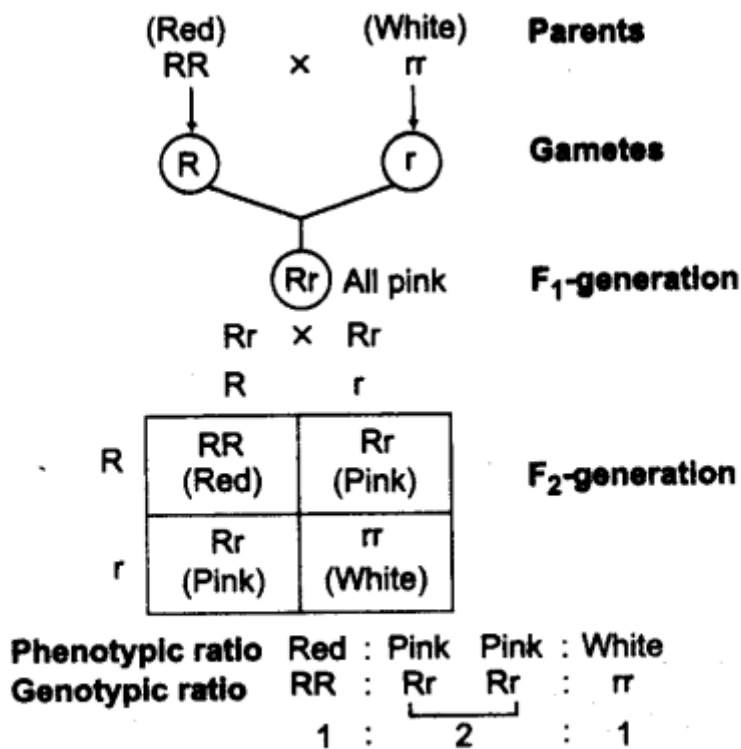 (Red) (White) Parents
RR × rr
R r Gametes
Rr All pink F1-generation
Rr × Rr
R r
R RR Rr
(Red) (Pink) F2-generation
r Rr rr
(Pink) (White)
Phenotypic ratio Red : Pink Pink : White
Genotypic ratio RR : Rr Rr : rr
1 : 2 : 1